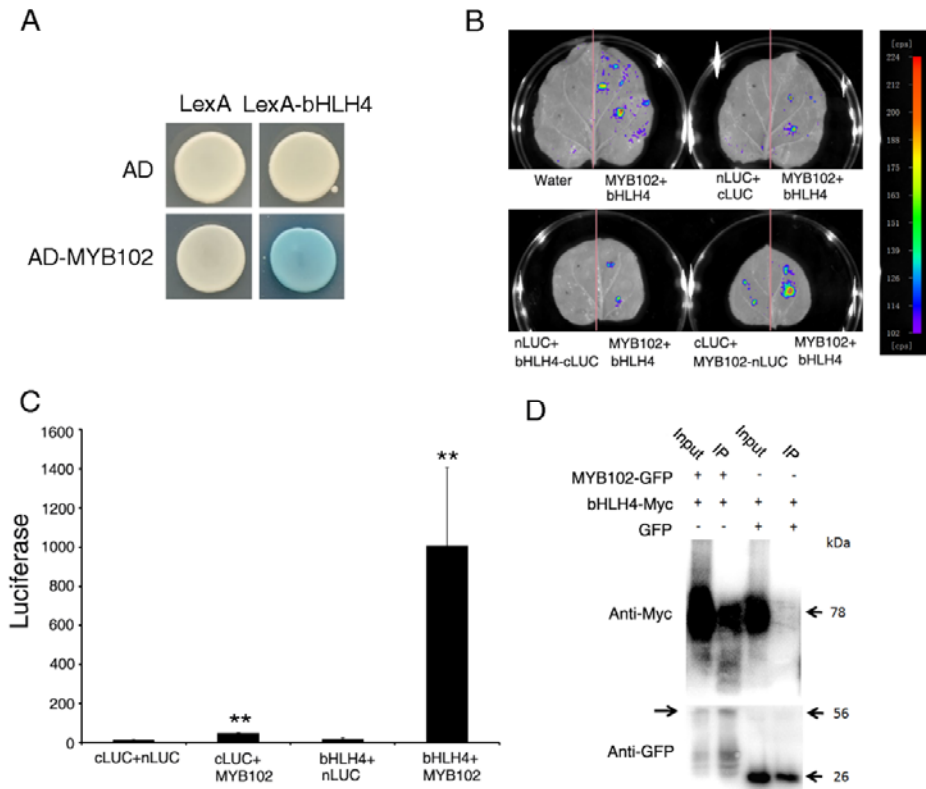 A
LexA LexA-bHLH4
AD
AD-MYB102
B
Water
MYB102+
bHLH4
nLUC+
cLUC
MYB102+
bHLH4
nLUC+
bHLH4-cLUC
MYB102+
bHLH4
cLUC+
MYB102-nLUC
MYB102+
bHLH4
[cps]
224
212
200
188
175
163
151
139
126
114
102
[cps]
C
Luciferase
1600
1400
1200
1000
800
600
400
200
0
**
**
cLUC+nLUC
cLUC+
MYB102
bHLH4+
nLUC
bHLH4+
MYB102
D
Input IP Input IP
MYB102-GFP + + - -
bHLH4-Myc + + + +
GFP - - + +
kDa
Anti-Myc
78
56
Anti-GFP
26